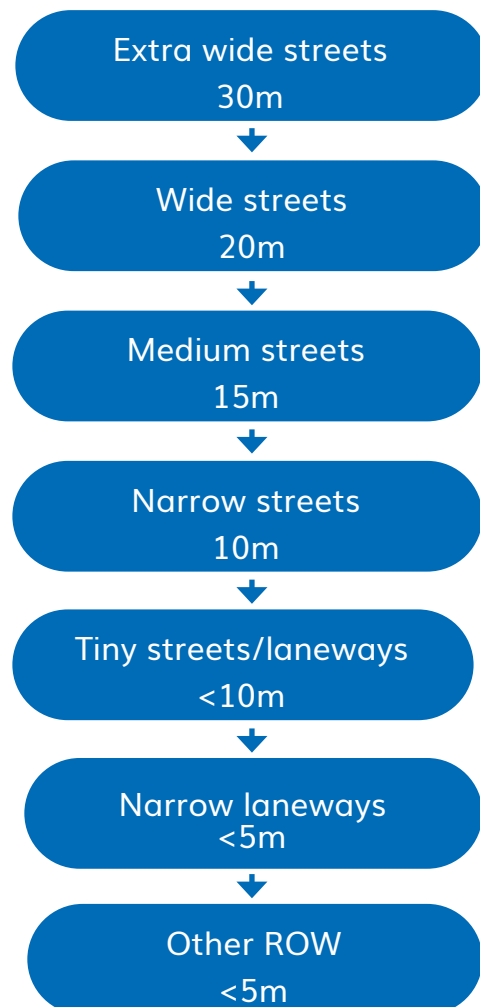 Extra wide streets
30m
Wide streets
20m
Medium streets
15m
Narrow streets
10m
Tiny streets/laneways
<10m
Narrow laneways
<5m
Other ROW
<5m